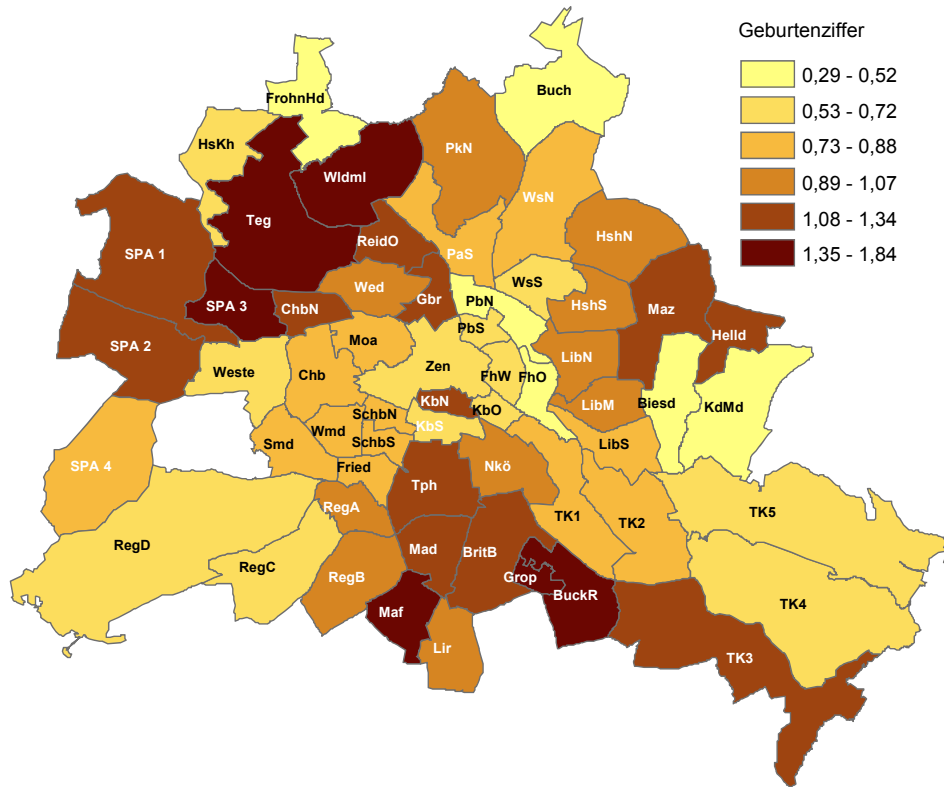 Geburtenziffer
0,29 - 0,52
0,53 - 0,72
0,73 - 0,88
0,89 - 1,07
1,08 - 1,34
1,35 - 1,84
FrohnHd
Buch
HsKh
PkN
Wldml
WsN
Teg
ReidO
HshN
SPA 1
PaS
WsS
Wed
PbN
HshS
SPA 3
ChbN
Gbr
Maz
Helld
PbS
Moa
SPA 2
LibN
Zen
Weste
Chb
FhW
FhO
KbN
Biesd
KdMd
KbO
LibM
SchbN
KbS
Wmd
Smd
SchbS
LibS
SPA 4
Fried
Nkö
Tph
RegA
TK5
TK1
TK2
RegD
Mad
BritB
RegC
RegB
Grop
BuckR
TK4
Maf
Lir
TK3